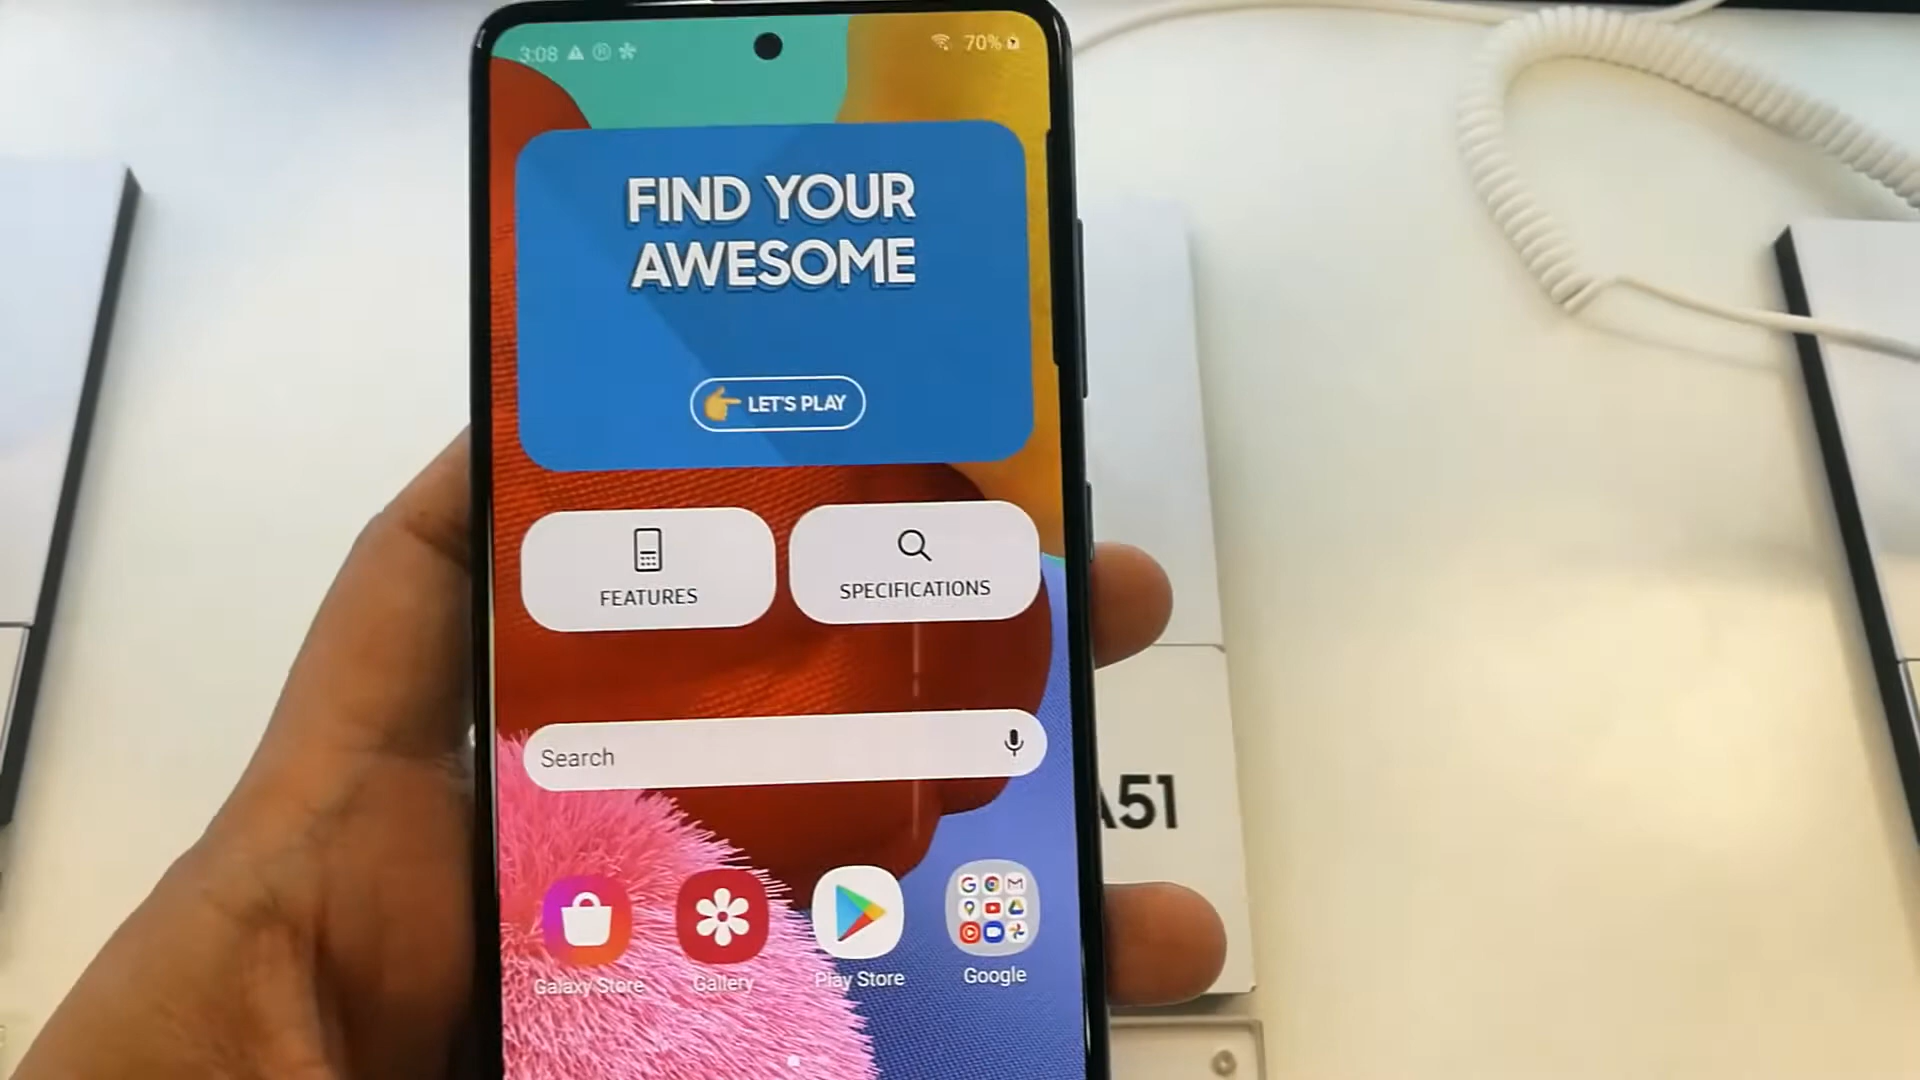 3:08
70%
FIND YOUR
AWESOME
LET'S PLAY
FEATURES
SPECIFICATIONS
Search
A51
Galaxy Store
Gallery
Play Store
Google